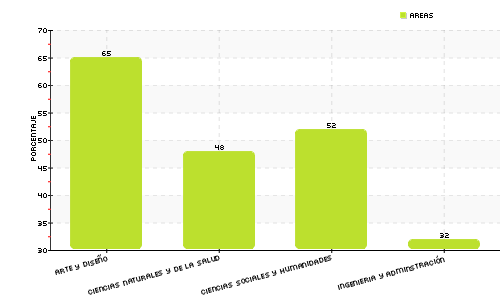 AREAS
70
65
60
55
50
45
40
35
30
PORCENTAJE
65
48
52
32
ARTE Y DISEÑO
CIENCIAS NATURALES Y DE LA SALUD
CIENCIAS SOCIALES Y HUMANIDADES
INGENIERIA Y ADMINSTRACIÓN